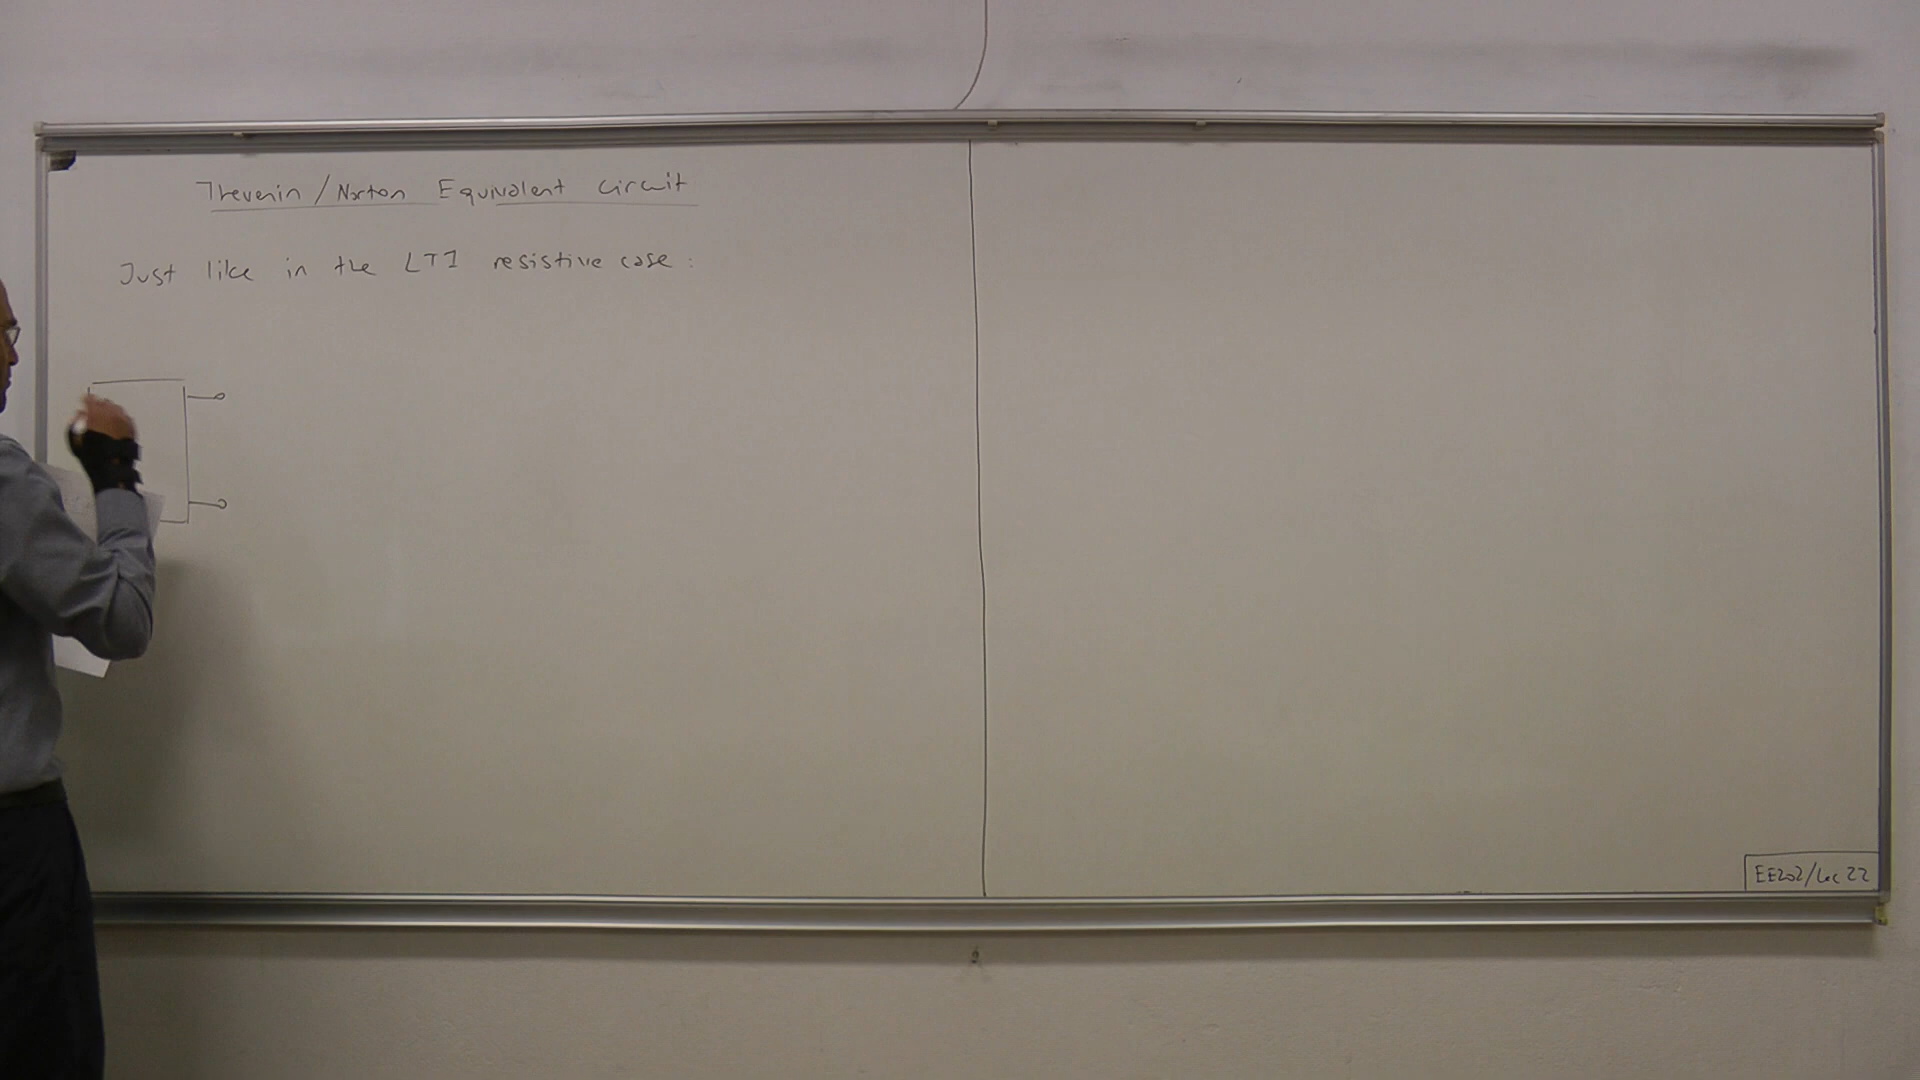 Thevenin / Norton Equivalent Circuit
Just like in the LTI resistive case :
EE202/Lec 22